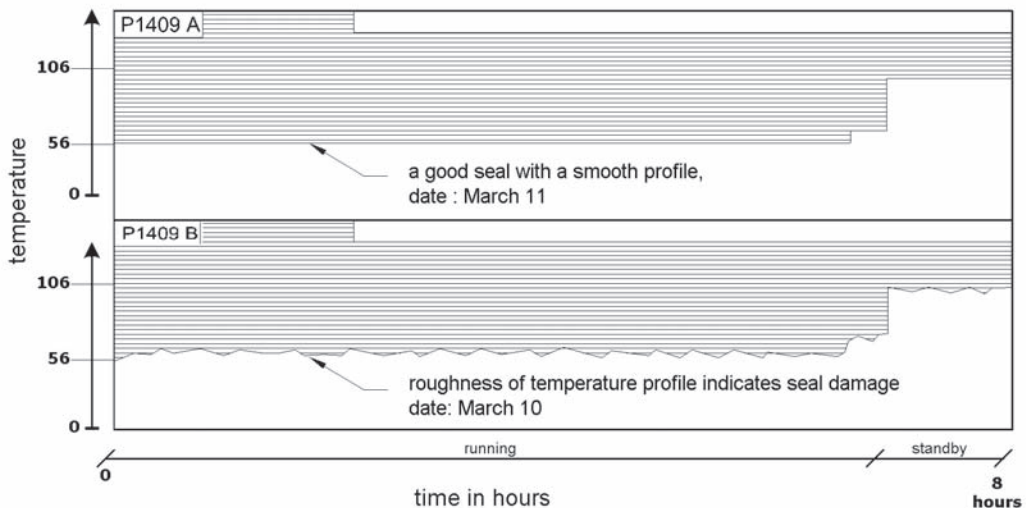 P1409 A
106
56
0
a good seal with a smooth profile,
date : March 11
temperature
P1409 B
106
56
0
roughness of temperature profile indicates seal damage
date: March 10
running
standby
0
8
hours
time in hours